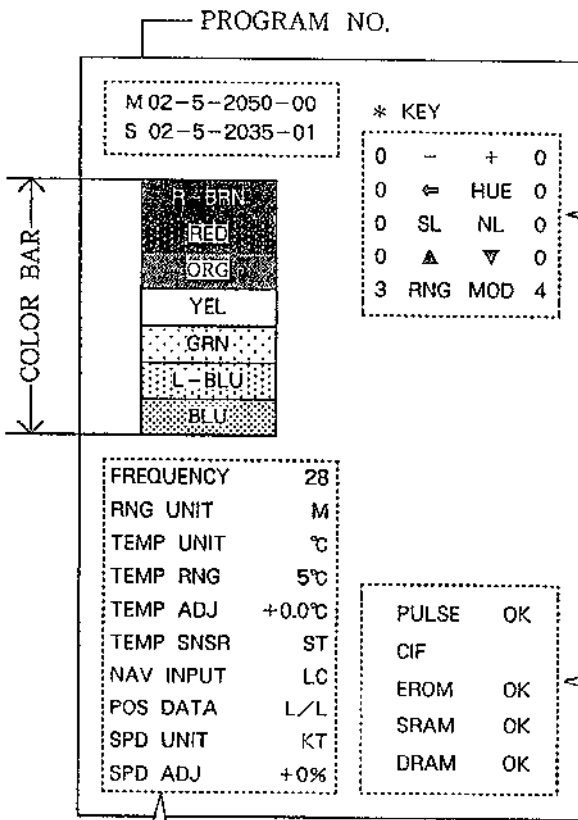 PROGRAM NO.
M 02-5-2050-00
S 02-5-2035-01
* KEY
0 - + 0
0 ⇐ HUE 0
0 SL NL 0
0 ▲ ▼ 0
3 RNG MOD 4
COLOR BAR
R-BRN
RED
ORG
YEL
GRN
L-BLU
BLU
FREQUENCY 28
RNG UNIT M
TEMP UNIT ℃
TEMP RNG 5℃
TEMP ADJ +0.0℃
TEMP SNSR ST
NAV INPUT LC
POS DATA L/L
SPD UNIT KT
SPD ADJ +0%
PULSE OK
CIF
EROM OK
SRAM OK
DRAM OK